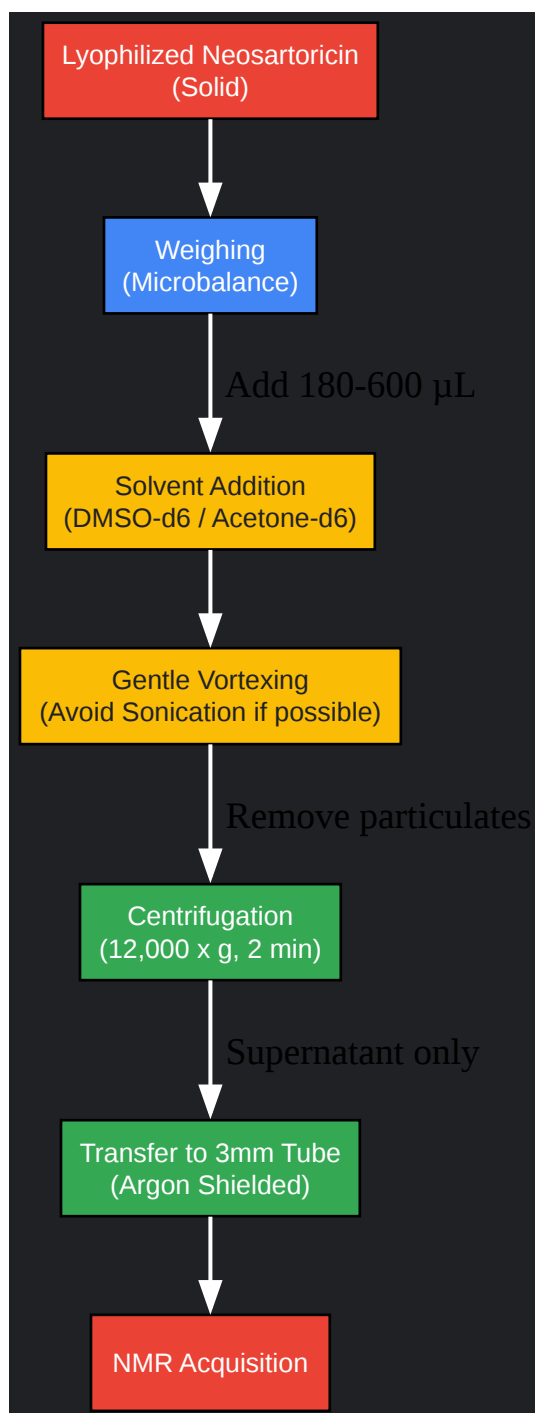 Lyophilized Neosartoricin
(Solid)
Weighing
(Microbalance)
Add 180-600 µL
Solvent Addition
(DMSO-d6 / Acetone-d6)
Gentle Vortexing
(Avoid Sonication if possible)
Remove particulates
Centrifugation
(12,000 x g, 2 min)
Supernatant only
Transfer to 3mm Tube
(Argon Shielded)
NMR Acquisition